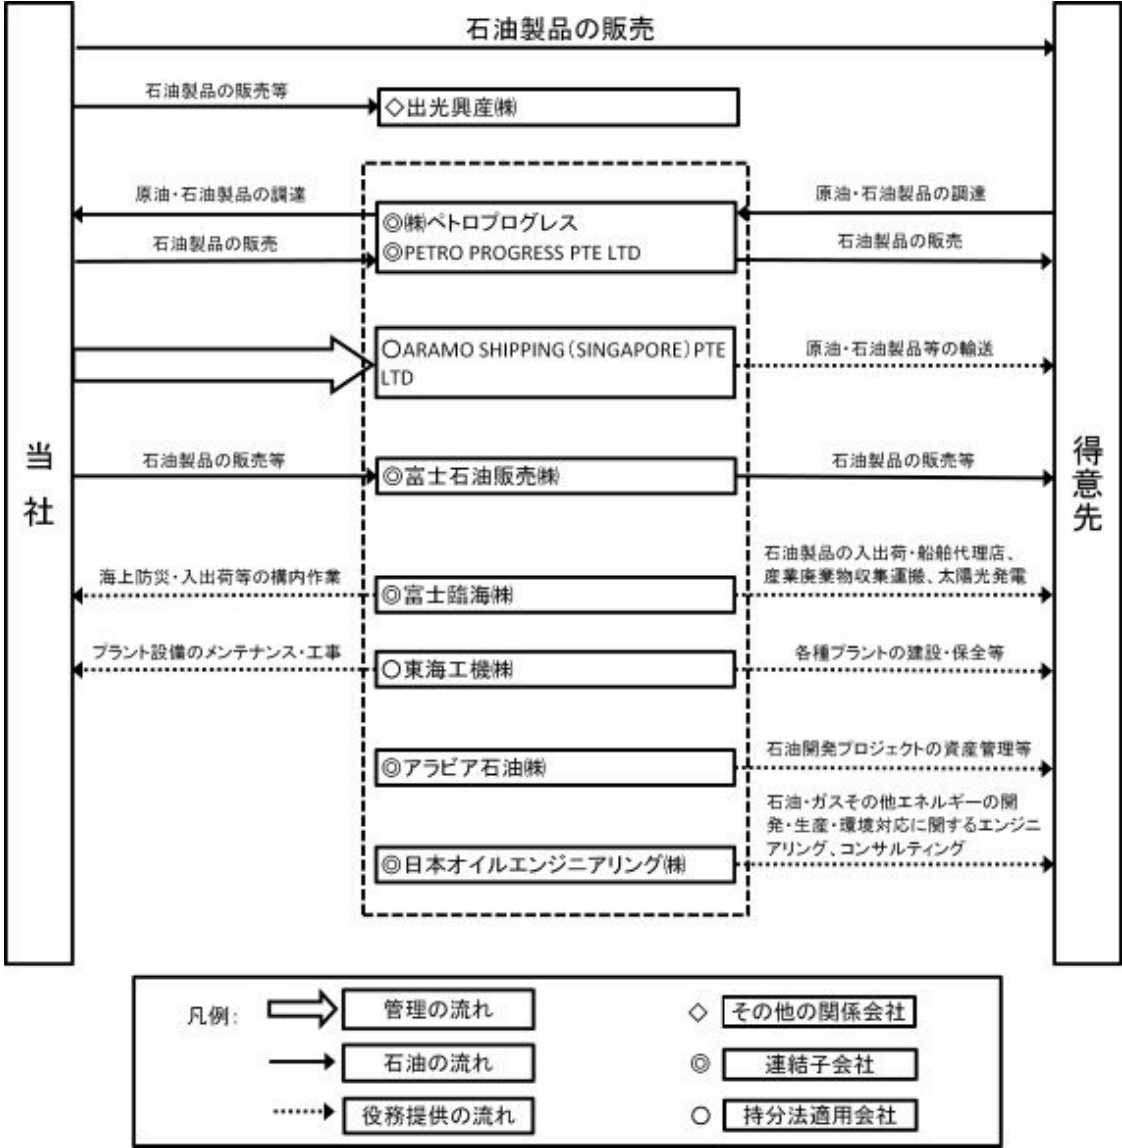 石油製品の販売
石油製品の販売等
◇出光興産㈱
原油・石油製品の調達
石油製品の販売
◎㈱ペトロプログレス
◎PETRO PROGRESS PTE LTD
原油・石油製品の調達
石油製品の販売
○ARAMO SHIPPING(SINGAPORE)PTE
LTD
原油・石油製品等の輸送
当社
得意先
石油製品の販売等
◎富士石油販売㈱
石油製品の販売等
海上防災・入出荷等の構内作業
◎富士臨海㈱
石油製品の入出荷・船舶代理店、
産業廃棄物収集運搬、太陽光発電
プラント設備のメンテナンス・工事
○東海工機㈱
各種プラントの建設・保全等
◎アラビア石油㈱
石油開発プロジェクトの資産管理等
◎日本オイルエンジニアリング㈱
石油・ガスその他エネルギーの開
発・生産・環境対応に関するエンジニ
アリング、コンサルティング
凡例:
管理の流れ
石油の流れ
役務提供の流れ
◇ その他の関係会社
◎ 連結子会社
○ 持分法適用会社